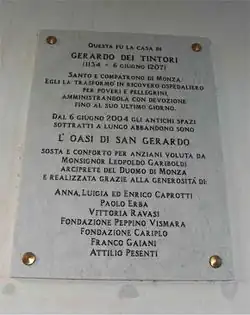 QUESTA FU LA CASA DI
GERARDO DEI TINTORI
(1134 - 6 GIUGNO 1207)
SANTO E COMPATRONO DI MONZA.
EGLI LA TRASFORMÒ IN RICOVERO OSPEDALIERO
PER POVERI E PELLEGRINI,
AMMINISTRANDOLA CON DEVOZIONE
FINO AL SUO ULTIMO GIORNO.
DAL 6 GIUGNO 2004 GLI ANTICHI SPAZI
SOTTRATTI A LUNGO ABBANDONO SONO
L' OASI DI SAN GERARDO
SOSTA E CONFORTO PER ANZIANI VOLUTA DA
MONSIGNOR LEOPOLDO GARIBOLDI
ARCIPRETE DEL DUOMO DI MONZA
E REALIZZATA GRAZIE ALLA GENEROSITÀ DI:
ANNA, LUIGIA ED ENRICO CAPROTTI
PAOLO ERBA
VITTORIA RAVASI
FONDAZIONE PEPPINO VISMARA
FONDAZIONE CARIPLO
FRANCO GAIANI
ATTILIO PESENTI